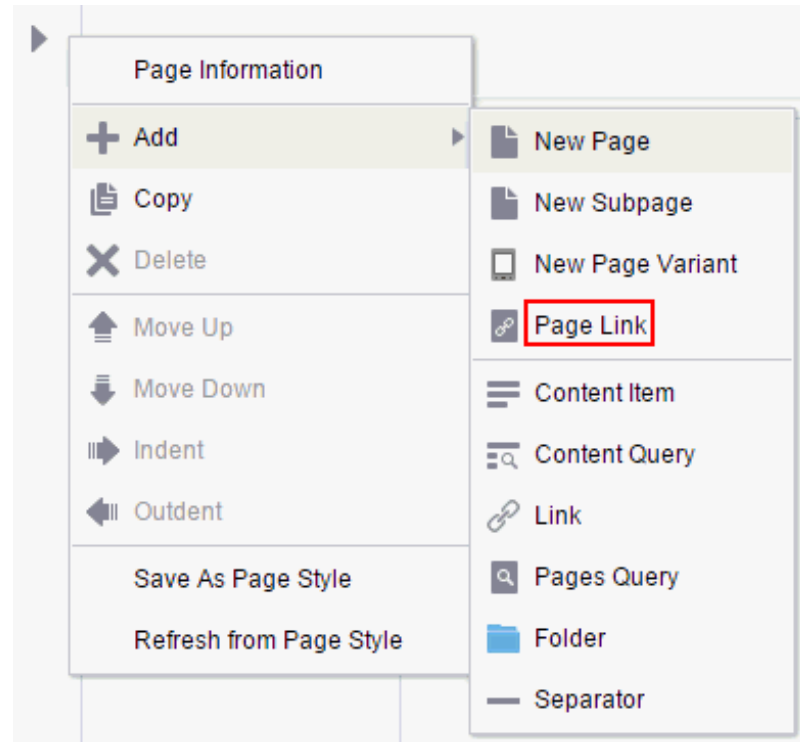 Page Information
Add
Copy
Delete
Move Up
Move Down
Indent
Outdent
Save As Page Style
Refresh from Page Style
New Page
New Subpage
New Page Variant
Page Link
Content Item
Content Query
Link
Pages Query
Folder
Separator